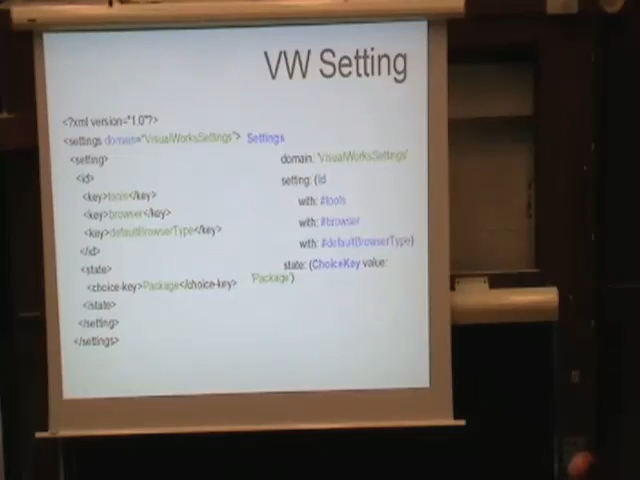 VW Setting
<?xml version="1.0"?>
<settings domain="VisualWorksSettings">
<setting>
<id>
<key>tools</key>
<key>browser</key>
<key>defaultBrowserType</key>
</id>
<state>
<choice-key>Package</choice-key>
</state>
</setting>
</settings>
Settings
domain: 'VisualWorksSettings'
setting: (Id
with: #tools
with: #browser
with: #defaultBrowserType)
state: (ChoiceKey value:
'Package')